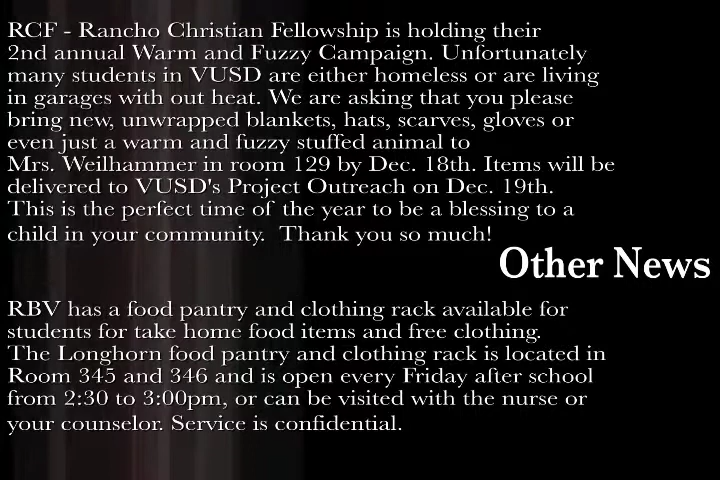 RCF - Rancho Christian Fellowship is holding their
2nd annual Warm and Fuzzy Campaign. Unfortunately
many students in VUSD are either homeless or are living
in garages with out heat. We are asking that you please
bring new, unwrapped blankets, hats, scarves, gloves or
even just a warm and fuzzy stuffed animal to
Mrs. Weilhammer in room 129 by Dec. 18th. Items will be
delivered to VUSD's Project Outreach on Dec. 19th.
This is the perfect time of the year to be a blessing to a
child in your community. Thank you so much!
Other News
RBV has a food pantry and clothing rack available for
students for take home food items and free clothing.
The Longhorn food pantry and clothing rack is located in
Room 345 and 346 and is open every Friday after school
from 2:30 to 3:00pm, or can be visited with the nurse or
your counselor. Service is confidential.